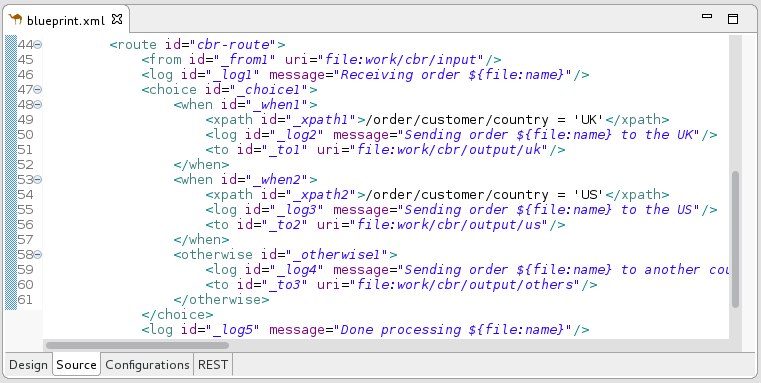 blueprint.xml
44 <route id="cbr-route">
45 <from id="_from1" uri="file:work/cbr/input"/>
46 <log id="_log1" message="Receiving order ${file:name}"/>
47 <choice id="_choice1">
48 <when id="_when1">
49 <xpath id="_xpath1">/order/customer/country = 'UK'</xpath>
50 <log id="_log2" message="Sending order ${file:name} to the UK"/>
51 <to id="_to1" uri="file:work/cbr/output/uk"/>
52 </when>
53 <when id="_when2">
54 <xpath id="_xpath2">/order/customer/country = 'US'</xpath>
55 <log id="_log3" message="Sending order ${file:name} to the US"/>
56 <to id="_to2" uri="file:work/cbr/output/us"/>
57 </when>
58 <otherwise id="_otherwise1">
59 <log id="_log4" message="Sending order ${file:name} to another cou
60 <to id="_to3" uri="file:work/cbr/output/others"/>
61 </otherwise>
</choice>
<log id="_log5" message="Done processing ${file:name}"/>
Design Source Configurations REST